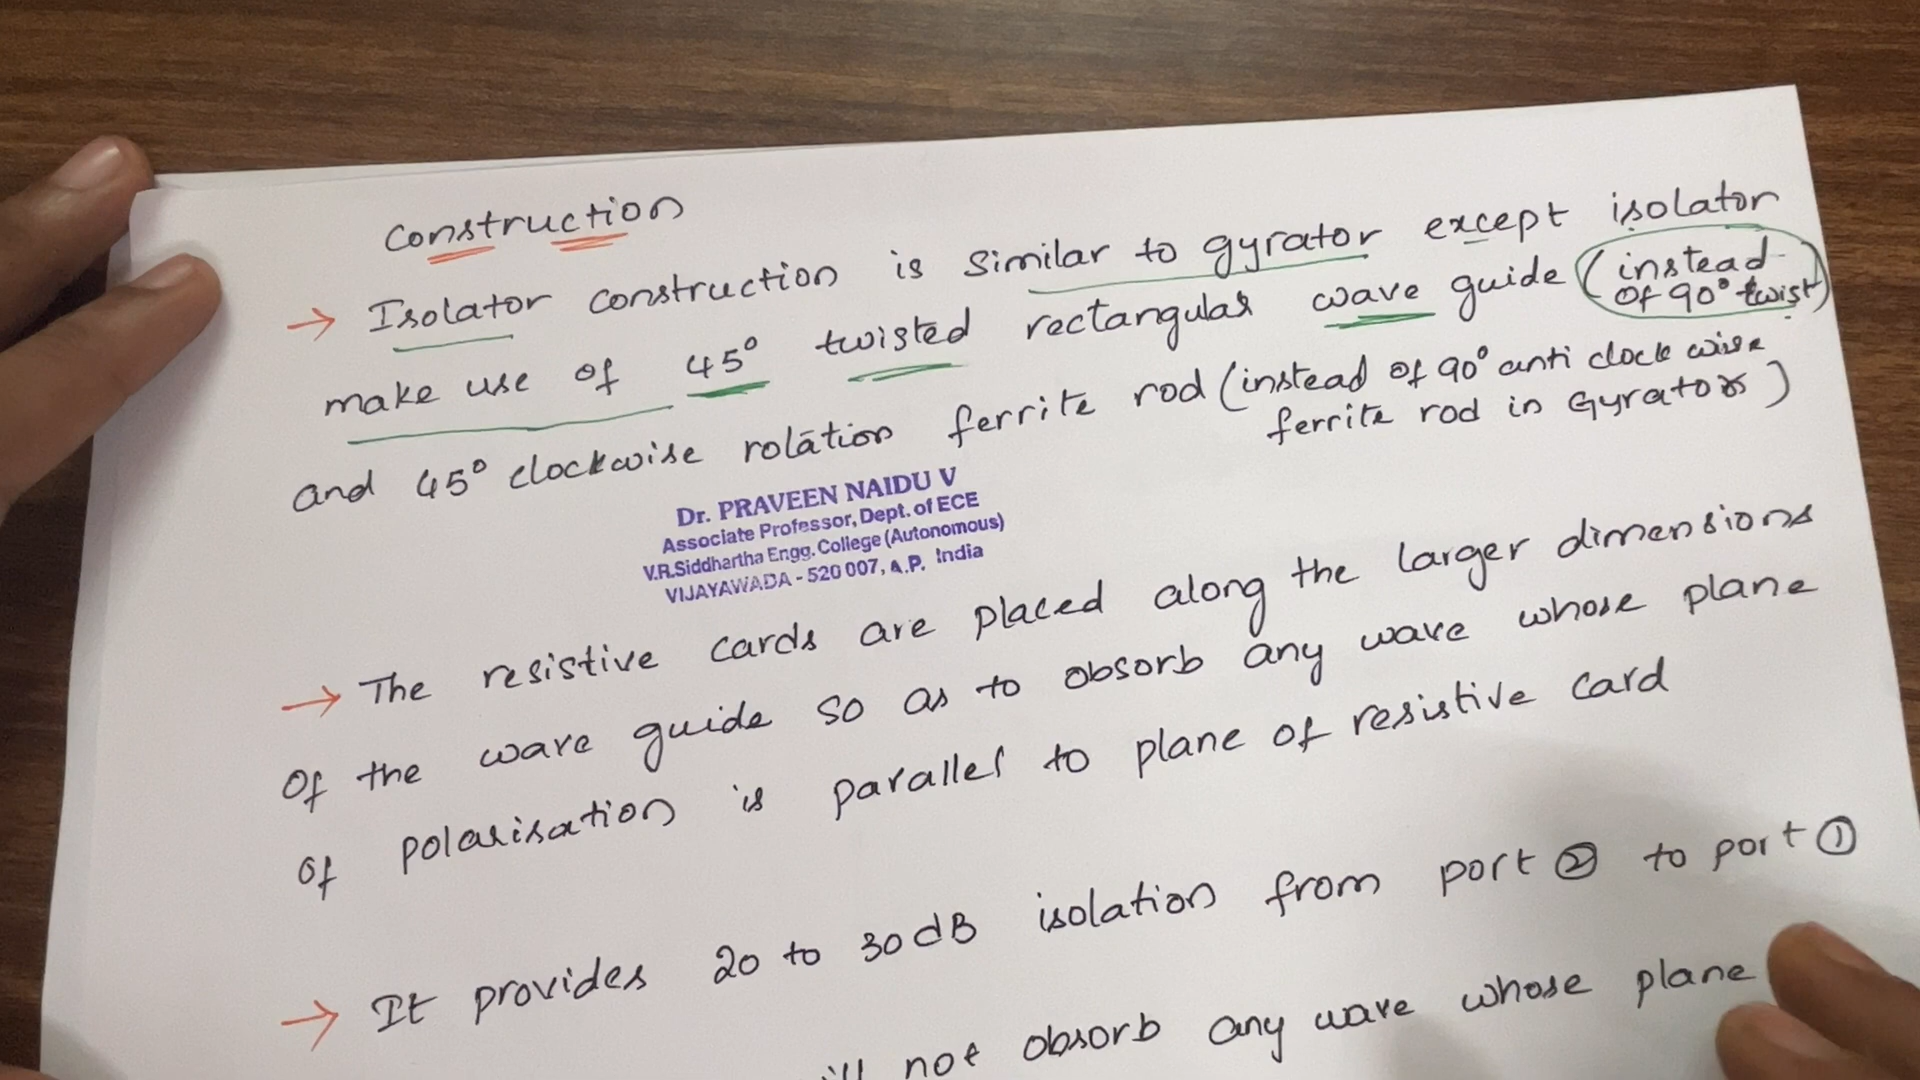 Construction
→ Isolator construction is similar to gyrator except isolator
make use of 45° twisted rectangular wave guide (instead of 90° twist)
and 45° clockwise rotation ferrite rod (instead of 90° anti clock wise
ferrite rod in Gyrator)
Dr. PRAVEEN NAIDU V
Associate Professor, Dept. of ECE
V.R.Siddhartha Engg. College (Autonomous)
VIJAYAWADA - 520 007, A.P. India
→ The resistive cards are placed along the larger dimensions
of the wave guide so as to obsorb any wave whose plane
of polarisation is parallel to plane of resistive card
→ It provides 20 to 30dB isolation from port ② to port ①
not obsorb any wave whose plane